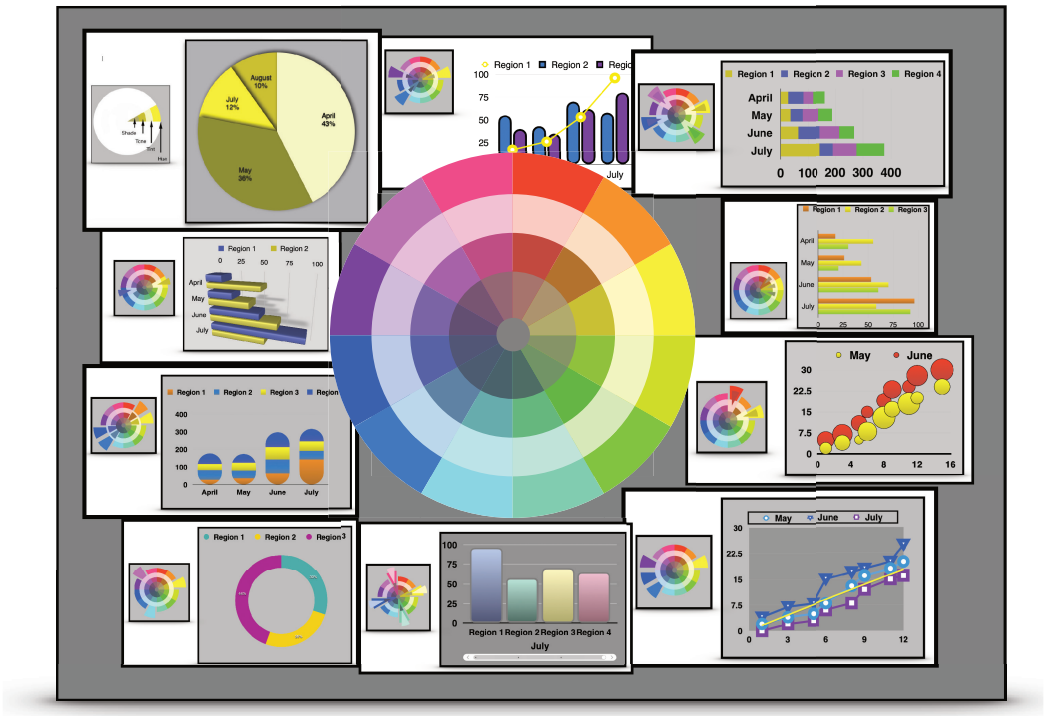 Shade
Tone
Tint
Hue
August
10%
July
12%
April
43%
May
36%
Region 1 Region 2 Regio
100
75
50
25
July
Region 1 Region 2 Region 3 Region 4
April
May
June
July
0 100 200 300 400
Region 1 Region 2
0 25 50 75 100
April
May
June
July
Region 1 Region 2 Region 3
April
May
June
July
0 25 50 75 100
Region 1 Region 2 Region 3 Region
400
300
200
100
0
April May June July
May June
30
22.5
15
7.5
0
0 4 8 12 16
Region 1 Region 2 Region3
100
75
50
25
0
Region 1 Region 2 Region 3 Region 4
July
May June July
30
22.5
15
7.5
0
0 3 6 9 12